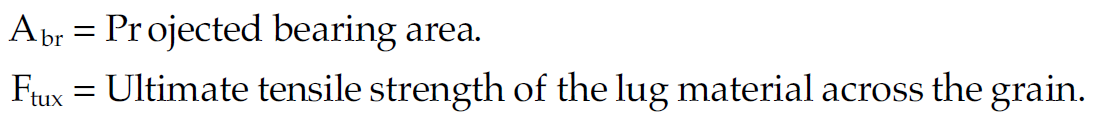 A_br = Projected bearing area.
F_tux = Ultimate tensile strength of the lug material across the grain.